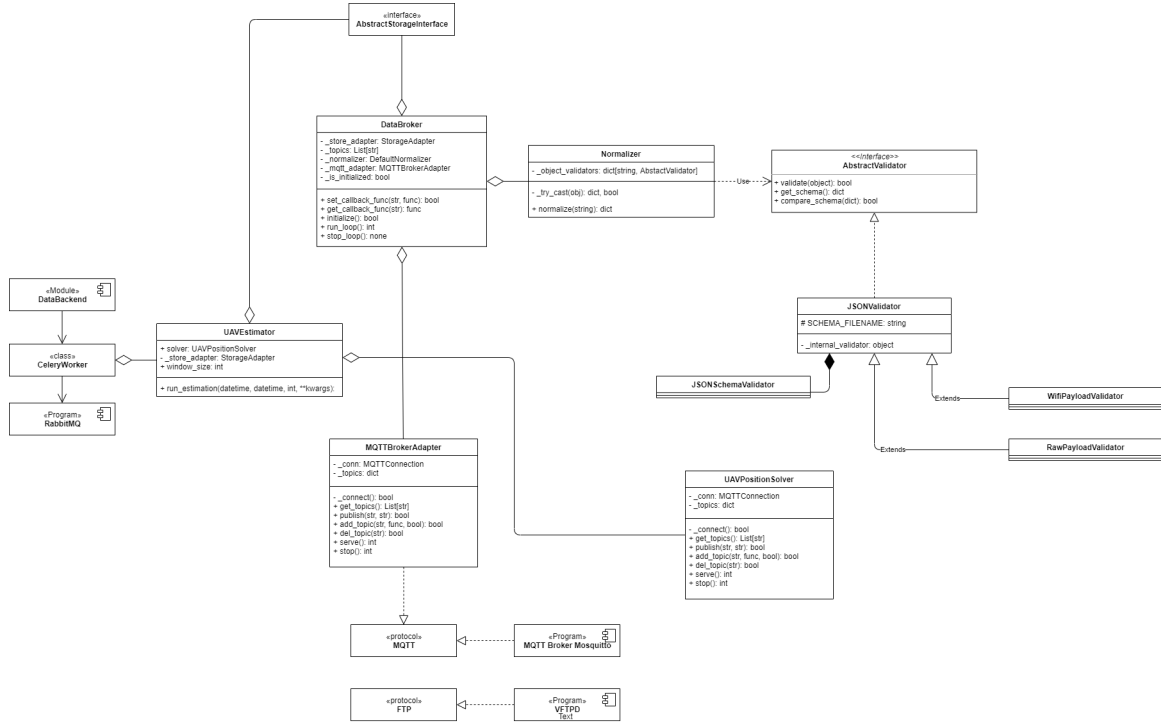 «interface»
AbstractStorageInterface
DataBroker
- _store_adapter: StorageAdapter
- _topics: List[str]
- _normalizer: DefaultNormalizer
- _mqtt_adapter: MQTTBrokerAdapter
- _is_initialized: bool
+ set_callback_func(str, func): bool
+ get_callback_func(str): func
+ initialize(): bool
+ run_loop(): int
+ stop_loop(): none
Normalizer
- _object_validators: dict[string, AbstactValidator]
- _try_cast(obj): dict, bool
+ normalize(string): dict
Use
<<Interface>>
AbstractValidator
+ validate(object): bool
+ get_schema(): dict
+ compare_schema(dict): bool
JSONValidator
# SCHEMA_FILENAME: string
- _internal_validator: object
JSONSchemaValidator
Extends
WifiPayloadValidator
Extends
RawPayloadValidator
«Module»
DataBackend
«class»
CeleryWorker
«Program»
RabbitMQ
UAVEstimator
+ solver: UAVPositionSolver
- _store_adapter: StorageAdapter
+ window_size: int
+ run_estimation(datetime, datetime, int, **kwargs):
MQTTBrokerAdapter
- _conn: MQTTConnection
- _topics: dict
- _connect(): bool
+ get_topics(): List[str]
+ publish(str, str): bool
+ add_topic(str, func, bool): bool
+ del_topic(str): bool
+ serve(): int
+ stop(): int
UAVPositionSolver
- _conn: MQTTConnection
- _topics: dict
- _connect(): bool
+ get_topics(): List[str]
+ publish(str, str): bool
+ add_topic(str, func, bool): bool
+ del_topic(str): bool
+ serve(): int
+ stop(): int
«protocol»
MQTT
«Program»
MQTT Broker Mosquitto
«protocol»
FTP
«Program»
VFTPD
Text